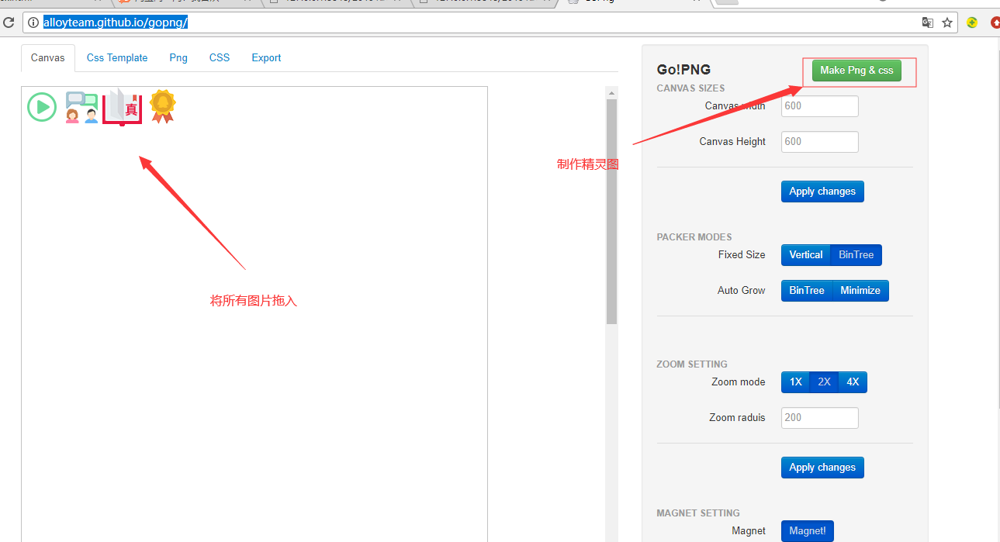 alloyteam.github.io/gopng/
Canvas Css Template Png CSS Export
Go!PNG
Make Png & css
CANVAS SIZES
Canvas width 600
Canvas Height 600
Apply changes
PACKER MODES
Fixed Size Vertical BinTree
Auto Grow BinTree Minimize
ZOOM SETTING
Zoom mode 1X 2X 4X
Zoom raduis 200
Apply changes
MAGNET SETTING
Magnet Magnet!
真
制作精灵图
将所有图片拖入